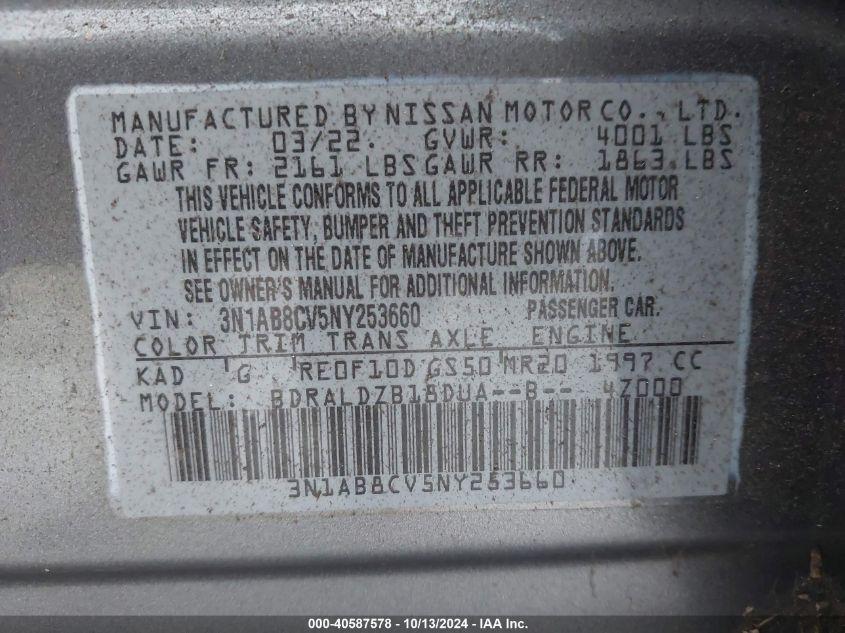 MANUFACTURED BY NISSAN MOTOR CO., LTD.
DATE: 03/22. GVWR: 4001 LBS
GAWR FR: 2161 LBS GAWR RR: 1863 LBS
THIS VEHICLE CONFORMS TO ALL APPLICABLE FEDERAL MOTOR
VEHICLE SAFETY, BUMPER AND THEFT PREVENTION STANDARDS
IN EFFECT ON THE DATE OF MANUFACTURE SHOWN ABOVE.
SEE OWNER'S MANUAL FOR ADDITIONAL INFORMATION.
VIN: 3N1AB8CV5NY253660 PASSENGER CAR.
COLOR TRIM TRANS AXLE ENGINE
KAD G RE0F10D GS50 MR20 1997 CC
MODEL: BDRALDZB18DUA--B-- 4Z000
3N1AB8CV5NY253660
000-40587578 - 10/13/2024 - IAA Inc.